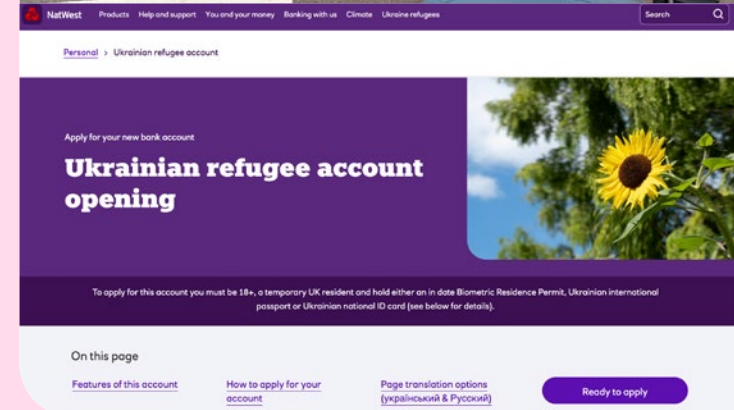 NatWest Products Help and support You and your money Banking with us Climate Ukraine refugees Search
Personal > Ukrainian refugee account
Apply for your new bank account
Ukrainian refugee account
opening
To apply for this account you must be 18+, a temporary UK resident and hold either an in date Biometric Residence Permit, Ukrainian international
passport or Ukrainian national ID card (see below for details).
On this page
Features of this account
How to apply for your
account
Page translation options
(український & Русский)
Ready to apply